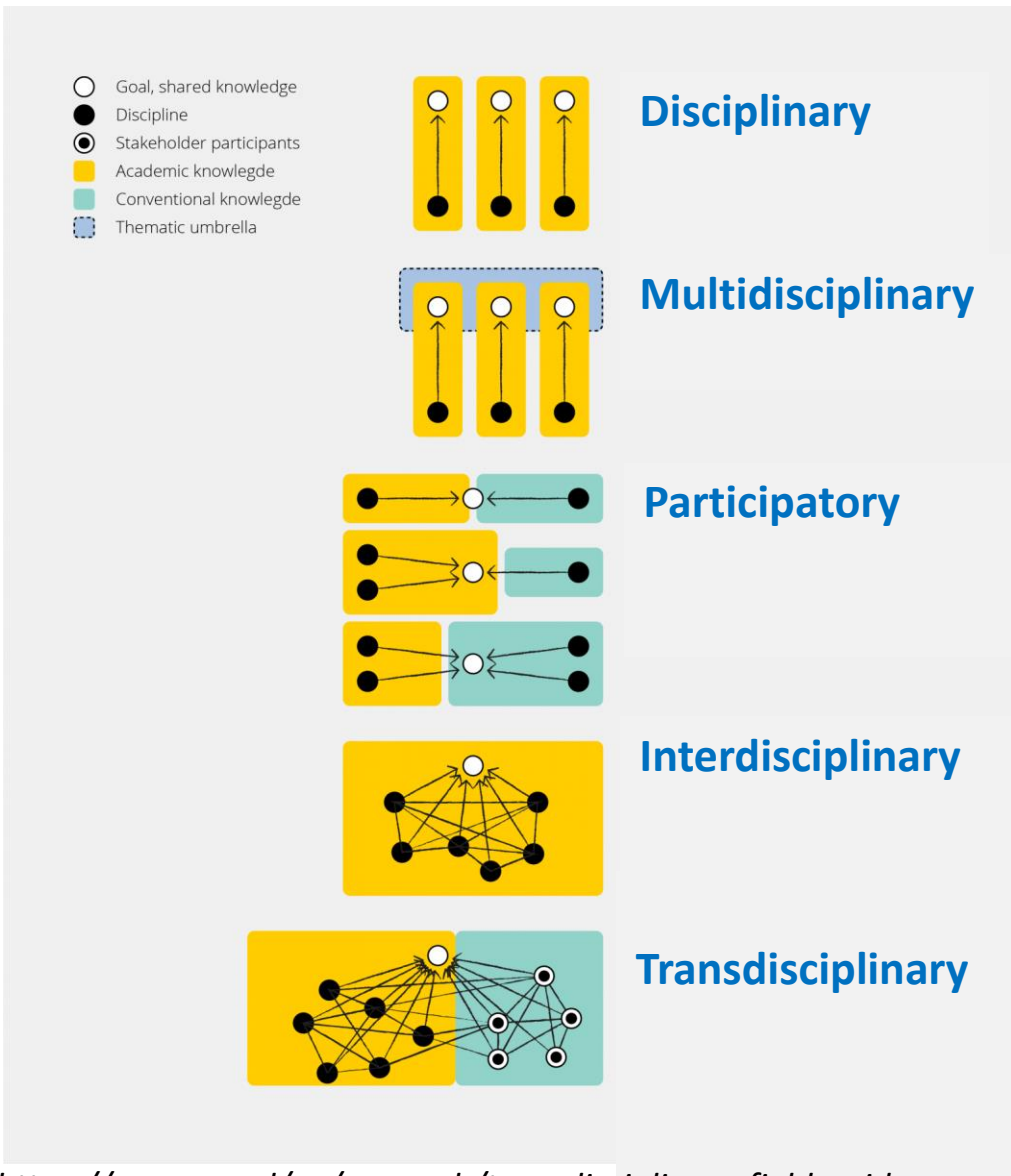 Goal, shared knowledge
Discipline
Stakeholder participants
Academic knowlegde
Conventional knowlegde
Thematic umbrella
Disciplinary
Multidisciplinary
Participatory
Interdisciplinary
Transdisciplinary